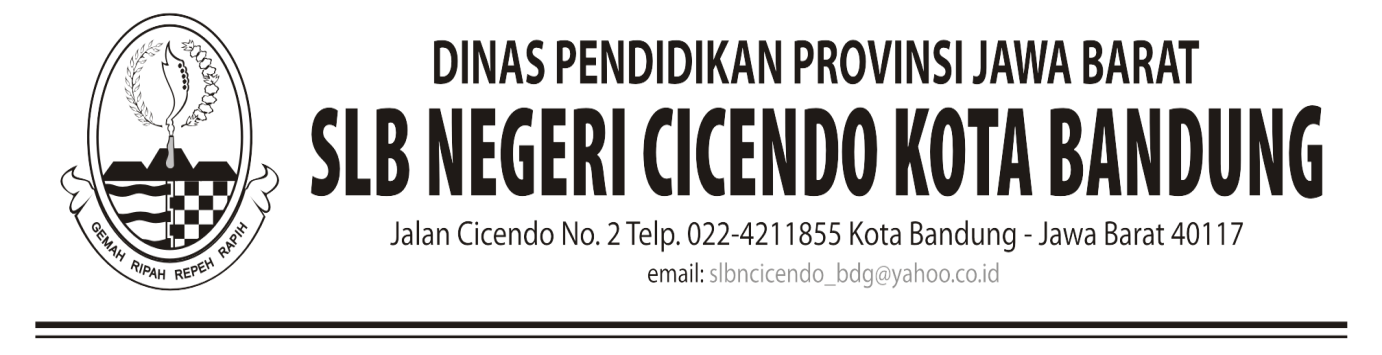 DINAS PENDIDIKAN PROVINSI JAWA BARAT
SLB NEGERI CICENDO KOTA BANDUNG
Jalan Cicendo No. 2 Telp. 022-4211855 Kota Bandung - Jawa Barat 40117
email: slbncicendo_bdg@yahoo.co.id
GEMAH RIPAH REPEH RAPIH